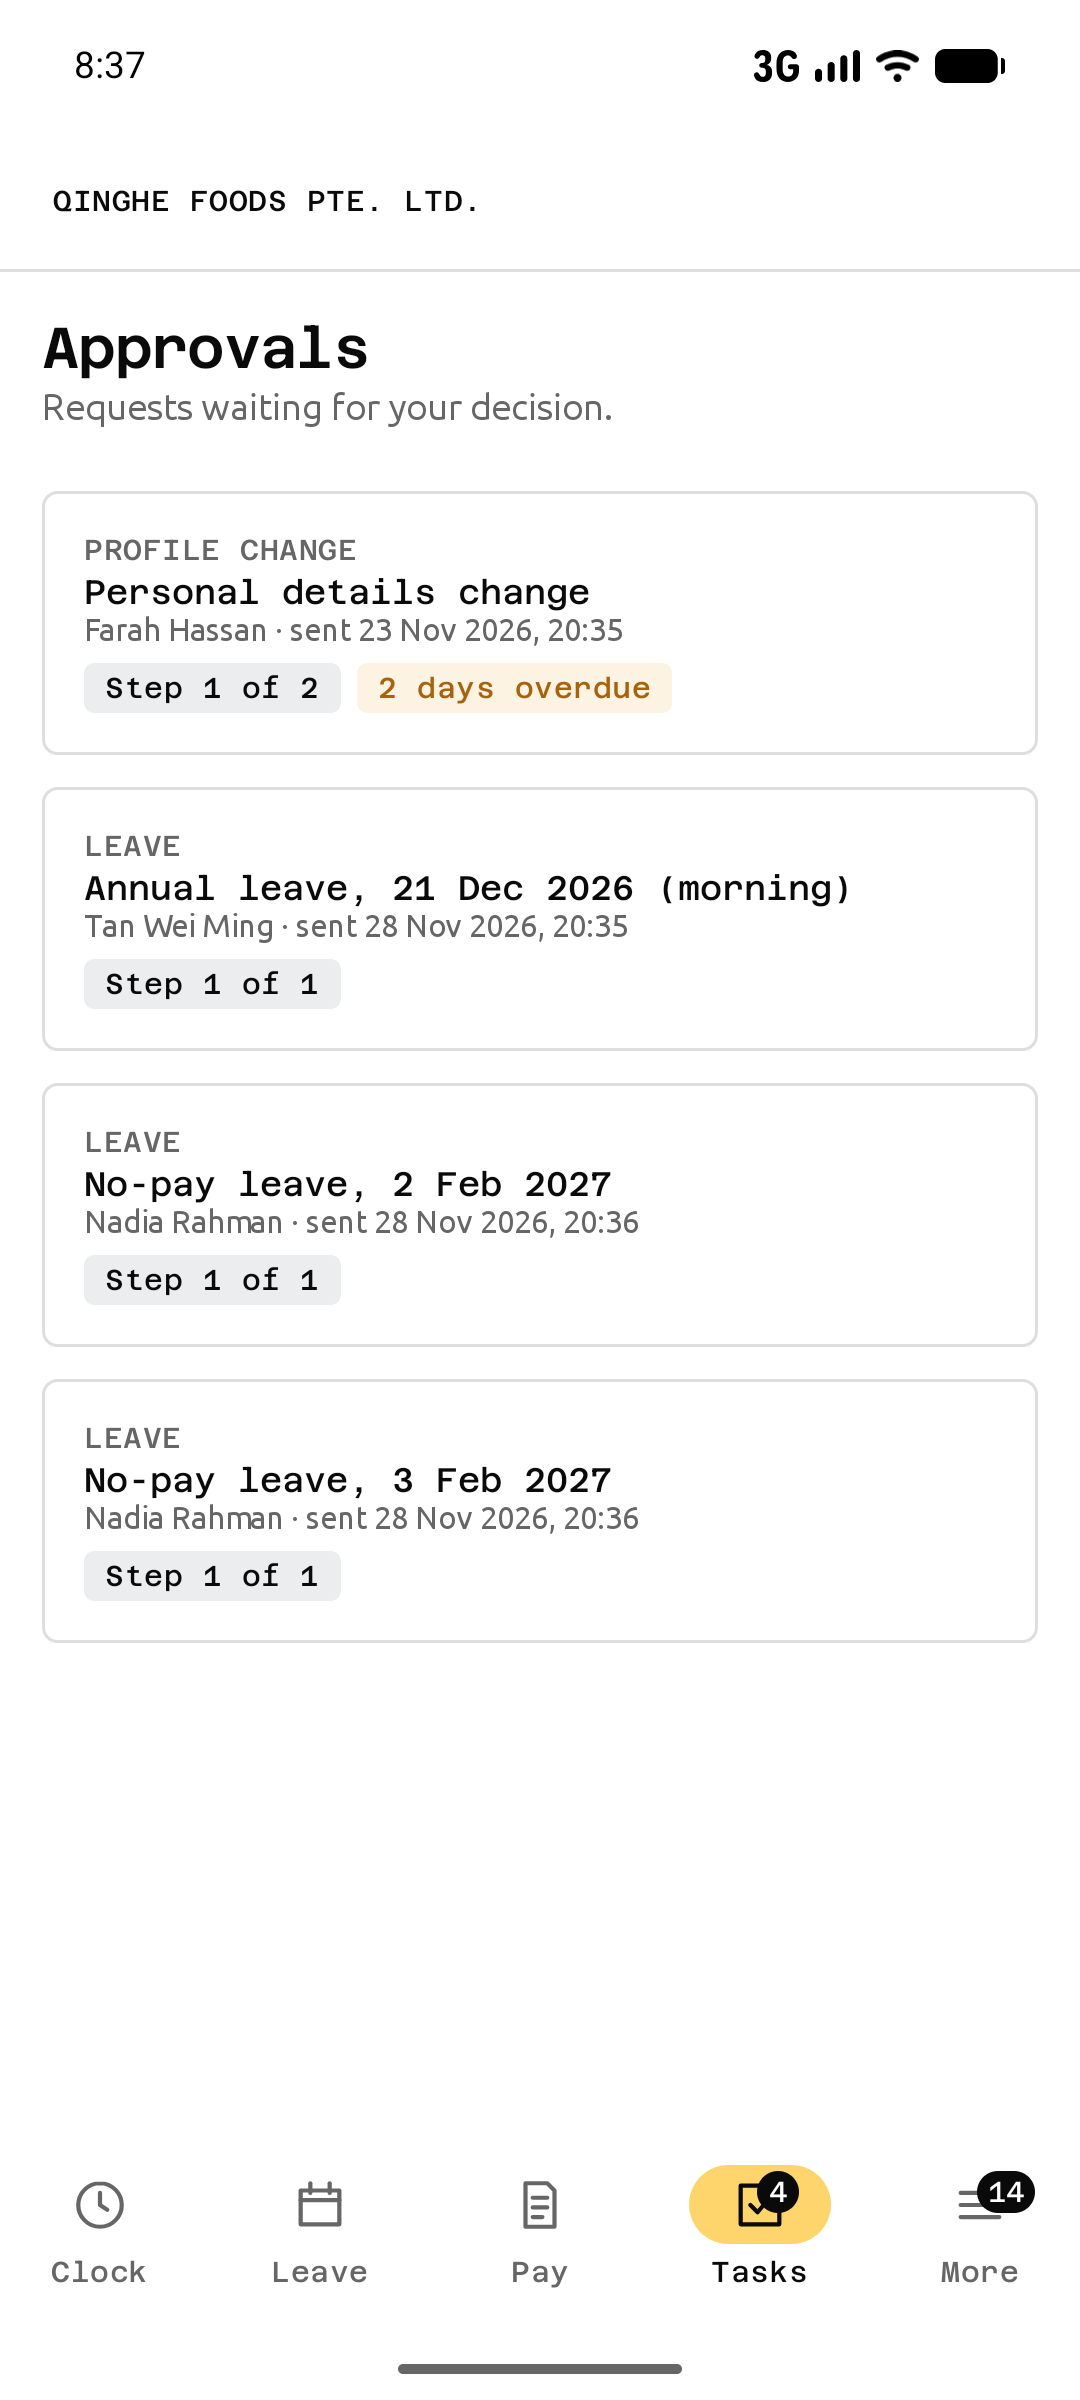 8:37
3G
QINGHE FOODS PTE. LTD.
Approvals
Requests waiting for your decision.
PROFILE CHANGE
Personal details change
Farah Hassan · sent 23 Nov 2026, 20:35
Step 1 of 2
2 days overdue
LEAVE
Annual leave, 21 Dec 2026 (morning)
Tan Wei Ming · sent 28 Nov 2026, 20:35
Step 1 of 1
LEAVE
No-pay leave, 2 Feb 2027
Nadia Rahman · sent 28 Nov 2026, 20:36
Step 1 of 1
LEAVE
No-pay leave, 3 Feb 2027
Nadia Rahman · sent 28 Nov 2026, 20:36
Step 1 of 1
4
14
Clock
Leave
Pay
Tasks
More